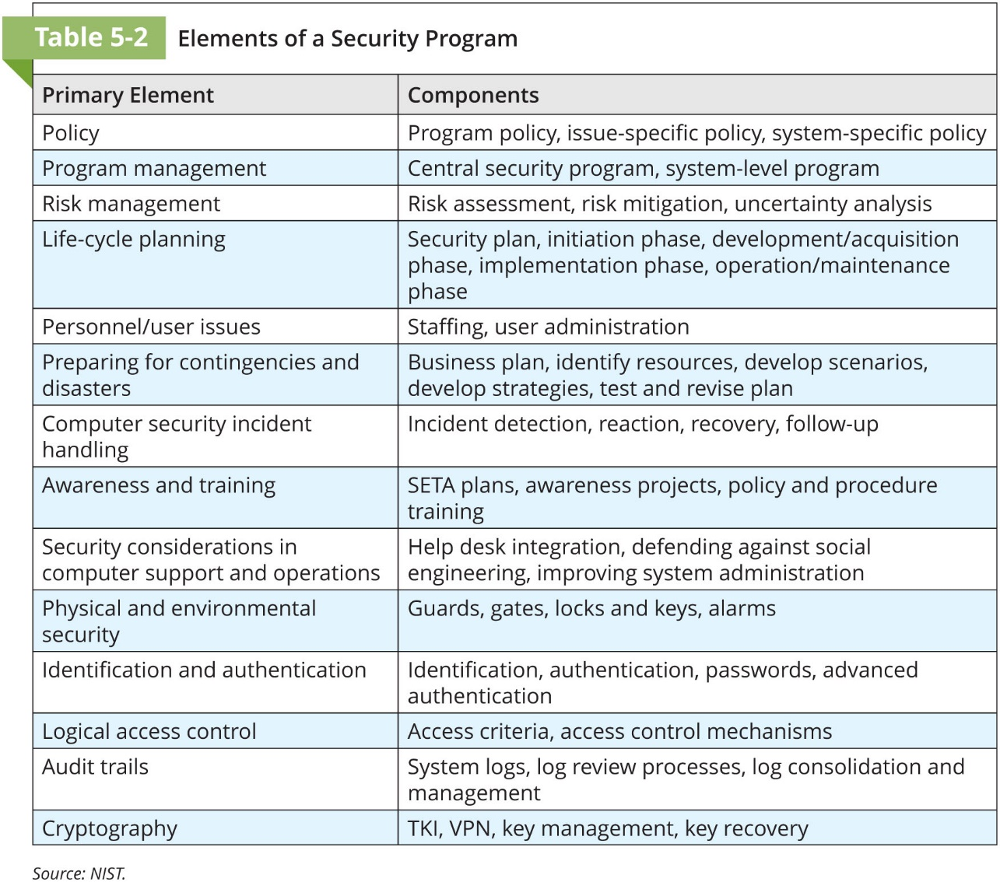 Table 5-2 Elements of a Security Program
Primary Element Components
Policy Program policy, issue-specific policy, system-specific policy
Program management Central security program, system-level program
Risk management Risk assessment, risk mitigation, uncertainty analysis
Life-cycle planning Security plan, initiation phase, development/acquisition
phase, implementation phase, operation/maintenance
phase
Personnel/user issues Staffing, user administration
Preparing for contingencies and Business plan, identify resources, develop scenarios,
disasters develop strategies, test and revise plan
Computer security incident Incident detection, reaction, recovery, follow-up
handling
Awareness and training SETA plans, awareness projects, policy and procedure
training
Security considerations in Help desk integration, defending against social
computer support and operations engineering, improving system administration
Physical and environmental Guards, gates, locks and keys, alarms
security
Identification and authentication Identification, authentication, passwords, advanced
authentication
Logical access control Access criteria, access control mechanisms
Audit trails System logs, log review processes, log consolidation and
management
Cryptography TKI, VPN, key management, key recovery
Source: NIST.